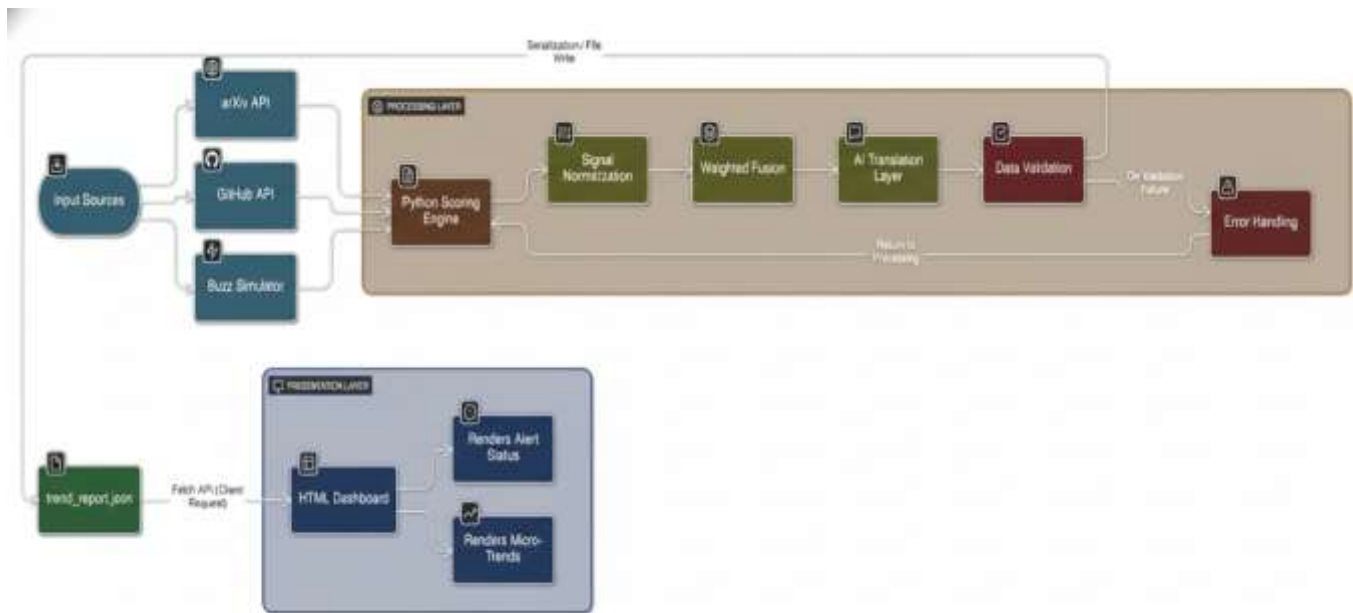 Serialization / File
Write
arXiv API
PROCESSING LAYER
Input Sources
GitHub API
Python Scoring
Engine
Signal
Normalization
Weighted Fusion
AI Translation
Layer
Data Validation
On Validation
Failure
Error Handling
Return to
Processing
Buzz Simulator
PRESENTATION LAYER
Renders Alert
Status
trend_report.json
Fetch API (Client
Request)
HTML Dashboard
Renders Micro-
Trends